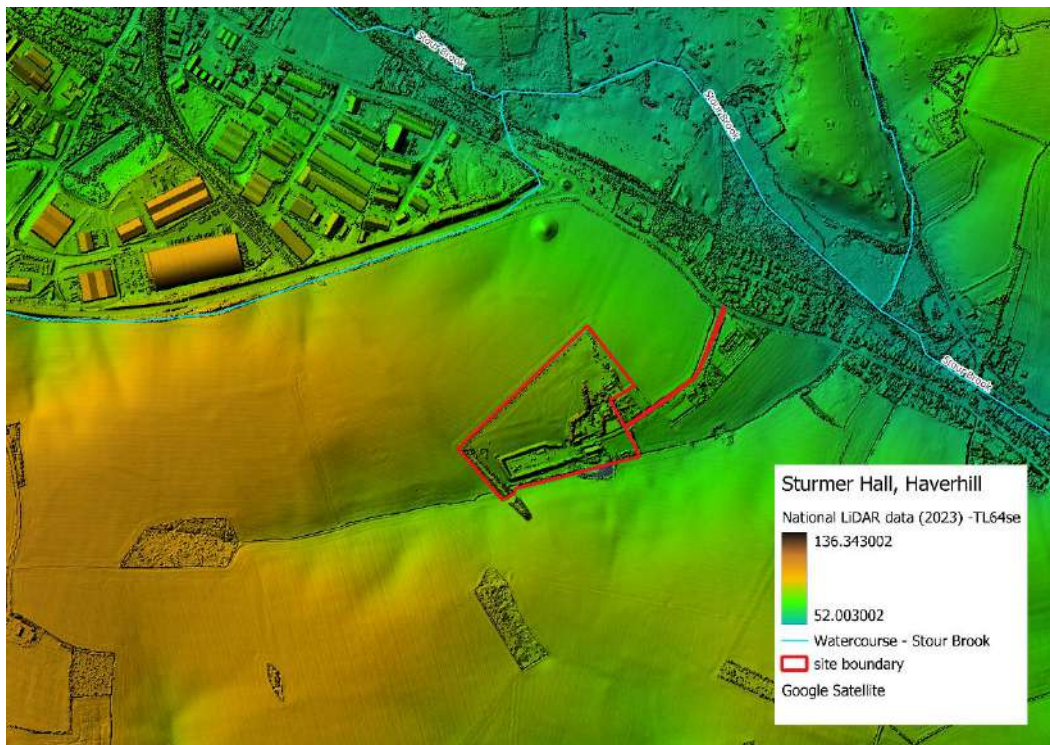 Stour Brook
Stour Brook
Stour Brook
Sturmer Hall, Haverhill
National LiDAR data (2023) -TL64se
136.343002
52.003002
Watercourse - Stour Brook
site boundary
Google Satellite